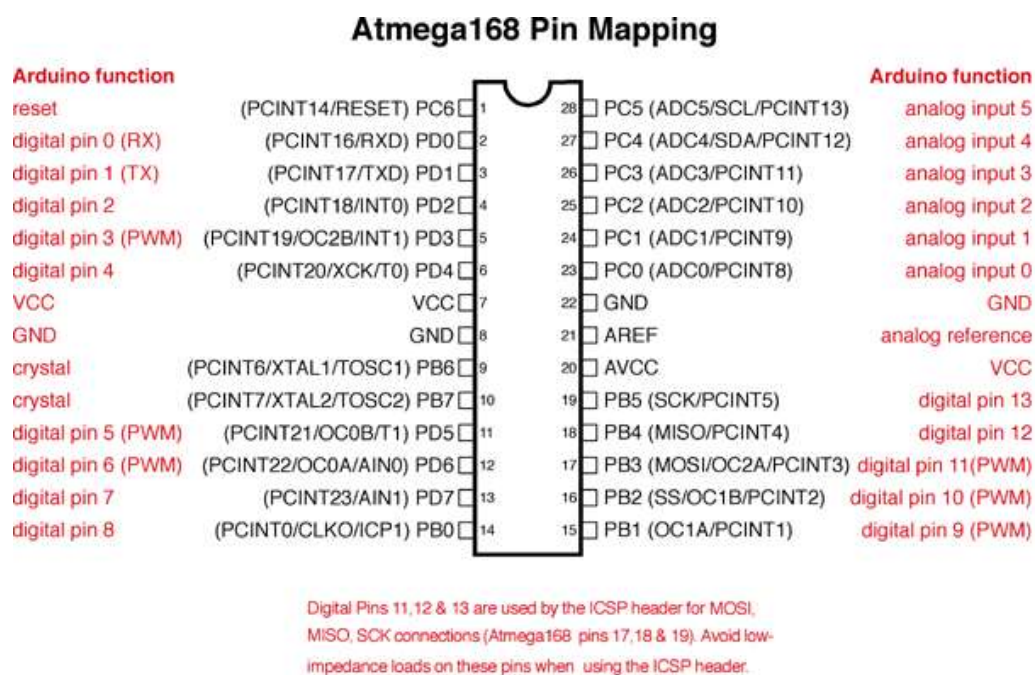 Atmega168 Pin Mapping
Arduino function Arduino function
reset (PCINT14/RESET) PC6 1 28 PC5 (ADC5/SCL/PCINT13) analog input 5
digital pin 0 (RX) (PCINT16/RXD) PD0 2 27 PC4 (ADC4/SDA/PCINT12) analog input 4
digital pin 1 (TX) (PCINT17/TXD) PD1 3 26 PC3 (ADC3/PCINT11) analog input 3
digital pin 2 (PCINT18/INT0) PD2 4 25 PC2 (ADC2/PCINT10) analog input 2
digital pin 3 (PWM) (PCINT19/OC2B/INT1) PD3 5 24 PC1 (ADC1/PCINT9) analog input 1
digital pin 4 (PCINT20/XCK/T0) PD4 6 23 PC0 (ADC0/PCINT8) analog input 0
VCC VCC 7 22 GND GND
GND GND 8 21 AREF analog reference
crystal (PCINT6/XTAL1/TOSC1) PB6 9 20 AVCC VCC
crystal (PCINT7/XTAL2/TOSC2) PB7 10 19 PB5 (SCK/PCINT5) digital pin 13
digital pin 5 (PWM) (PCINT21/OC0B/T1) PD5 11 18 PB4 (MISO/PCINT4) digital pin 12
digital pin 6 (PWM) (PCINT22/OC0A/AIN0) PD6 12 17 PB3 (MOSI/OC2A/PCINT3) digital pin 11(PWM)
digital pin 7 (PCINT23/AIN1) PD7 13 16 PB2 (SS/OC1B/PCINT2) digital pin 10 (PWM)
digital pin 8 (PCINT0/CLKO/ICP1) PB0 14 15 PB1 (OC1A/PCINT1) digital pin 9 (PWM)
Digital Pins 11,12 & 13 are used by the ICSP header for MOSI,
MISO, SCK connections (Atmega168 pins 17,18 & 19). Avoid low-
impedance loads on these pins when using the ICSP header.